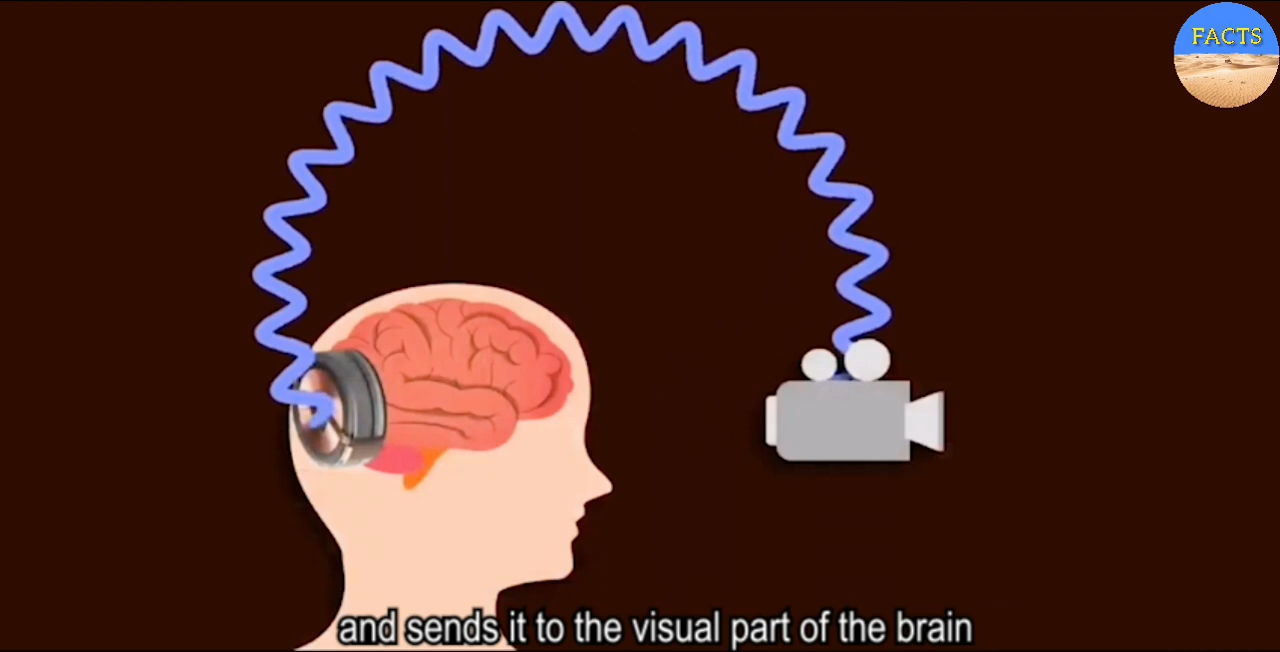 FACTS
and sends it to the visual part of the brain